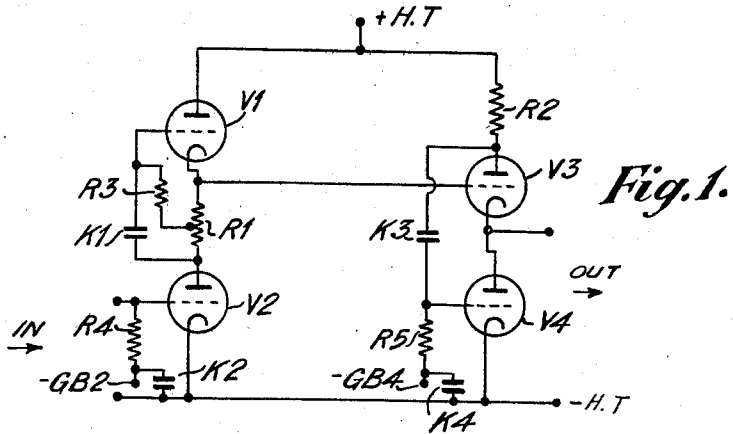 +H.T
V1
R2
V3
Fig. 1.
R3
R1
K1
K3
OUT
V2
V4
IN
R4
R5
K2
-GB2
-GB4
K4
-H.T